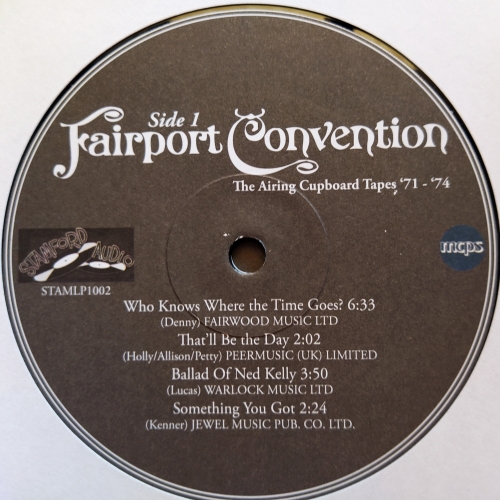 Side 1
Fairport Convention
The Airing Cupboard Tapes '71 - '74
STAMFORD AUDIO
mcps
STAMLP1002
Who Knows Where the Time Goes? 6:33
(Denny) FAIRWOOD MUSIC LTD
That'll Be the Day 2:02
(Holly/Allison/Petty) PEERMUSIC (UK) LIMITED
Ballad Of Ned Kelly 3:50
(Lucas) WARLOCK MUSIC LTD
Something You Got 2:24
(Kenner) JEWEL MUSIC PUB. CO. LTD.